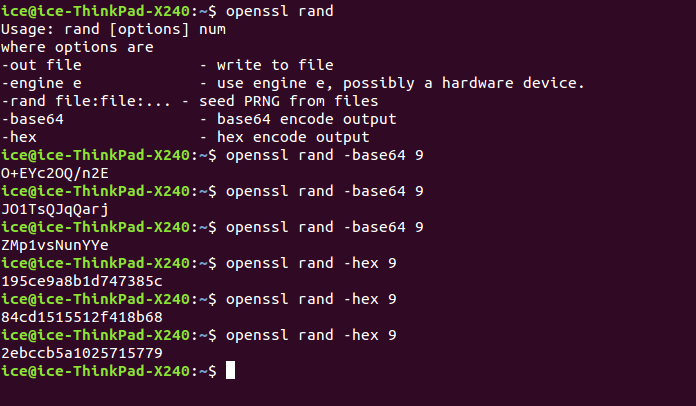 ice@ice-ThinkPad-X240:~$ openssl rand
Usage: rand [options] num
where options are
-out file             - write to file
-engine e             - use engine e, possibly a hardware device.
-rand file:file:... - seed PRNG from files
-base64               - base64 encode output
-hex                  - hex encode output
ice@ice-ThinkPad-X240:~$ openssl rand -base64 9
O+EYc2OQ/n2E
ice@ice-ThinkPad-X240:~$ openssl rand -base64 9
JO1TsQJqQarj
ice@ice-ThinkPad-X240:~$ openssl rand -base64 9
ZMp1vsNunYYe
ice@ice-ThinkPad-X240:~$ openssl rand -hex 9
195ce9a8b1d747385c
ice@ice-ThinkPad-X240:~$ openssl rand -hex 9
84cd1515512f418b68
ice@ice-ThinkPad-X240:~$ openssl rand -hex 9
2ebccb5a1025715779
ice@ice-ThinkPad-X240:~$